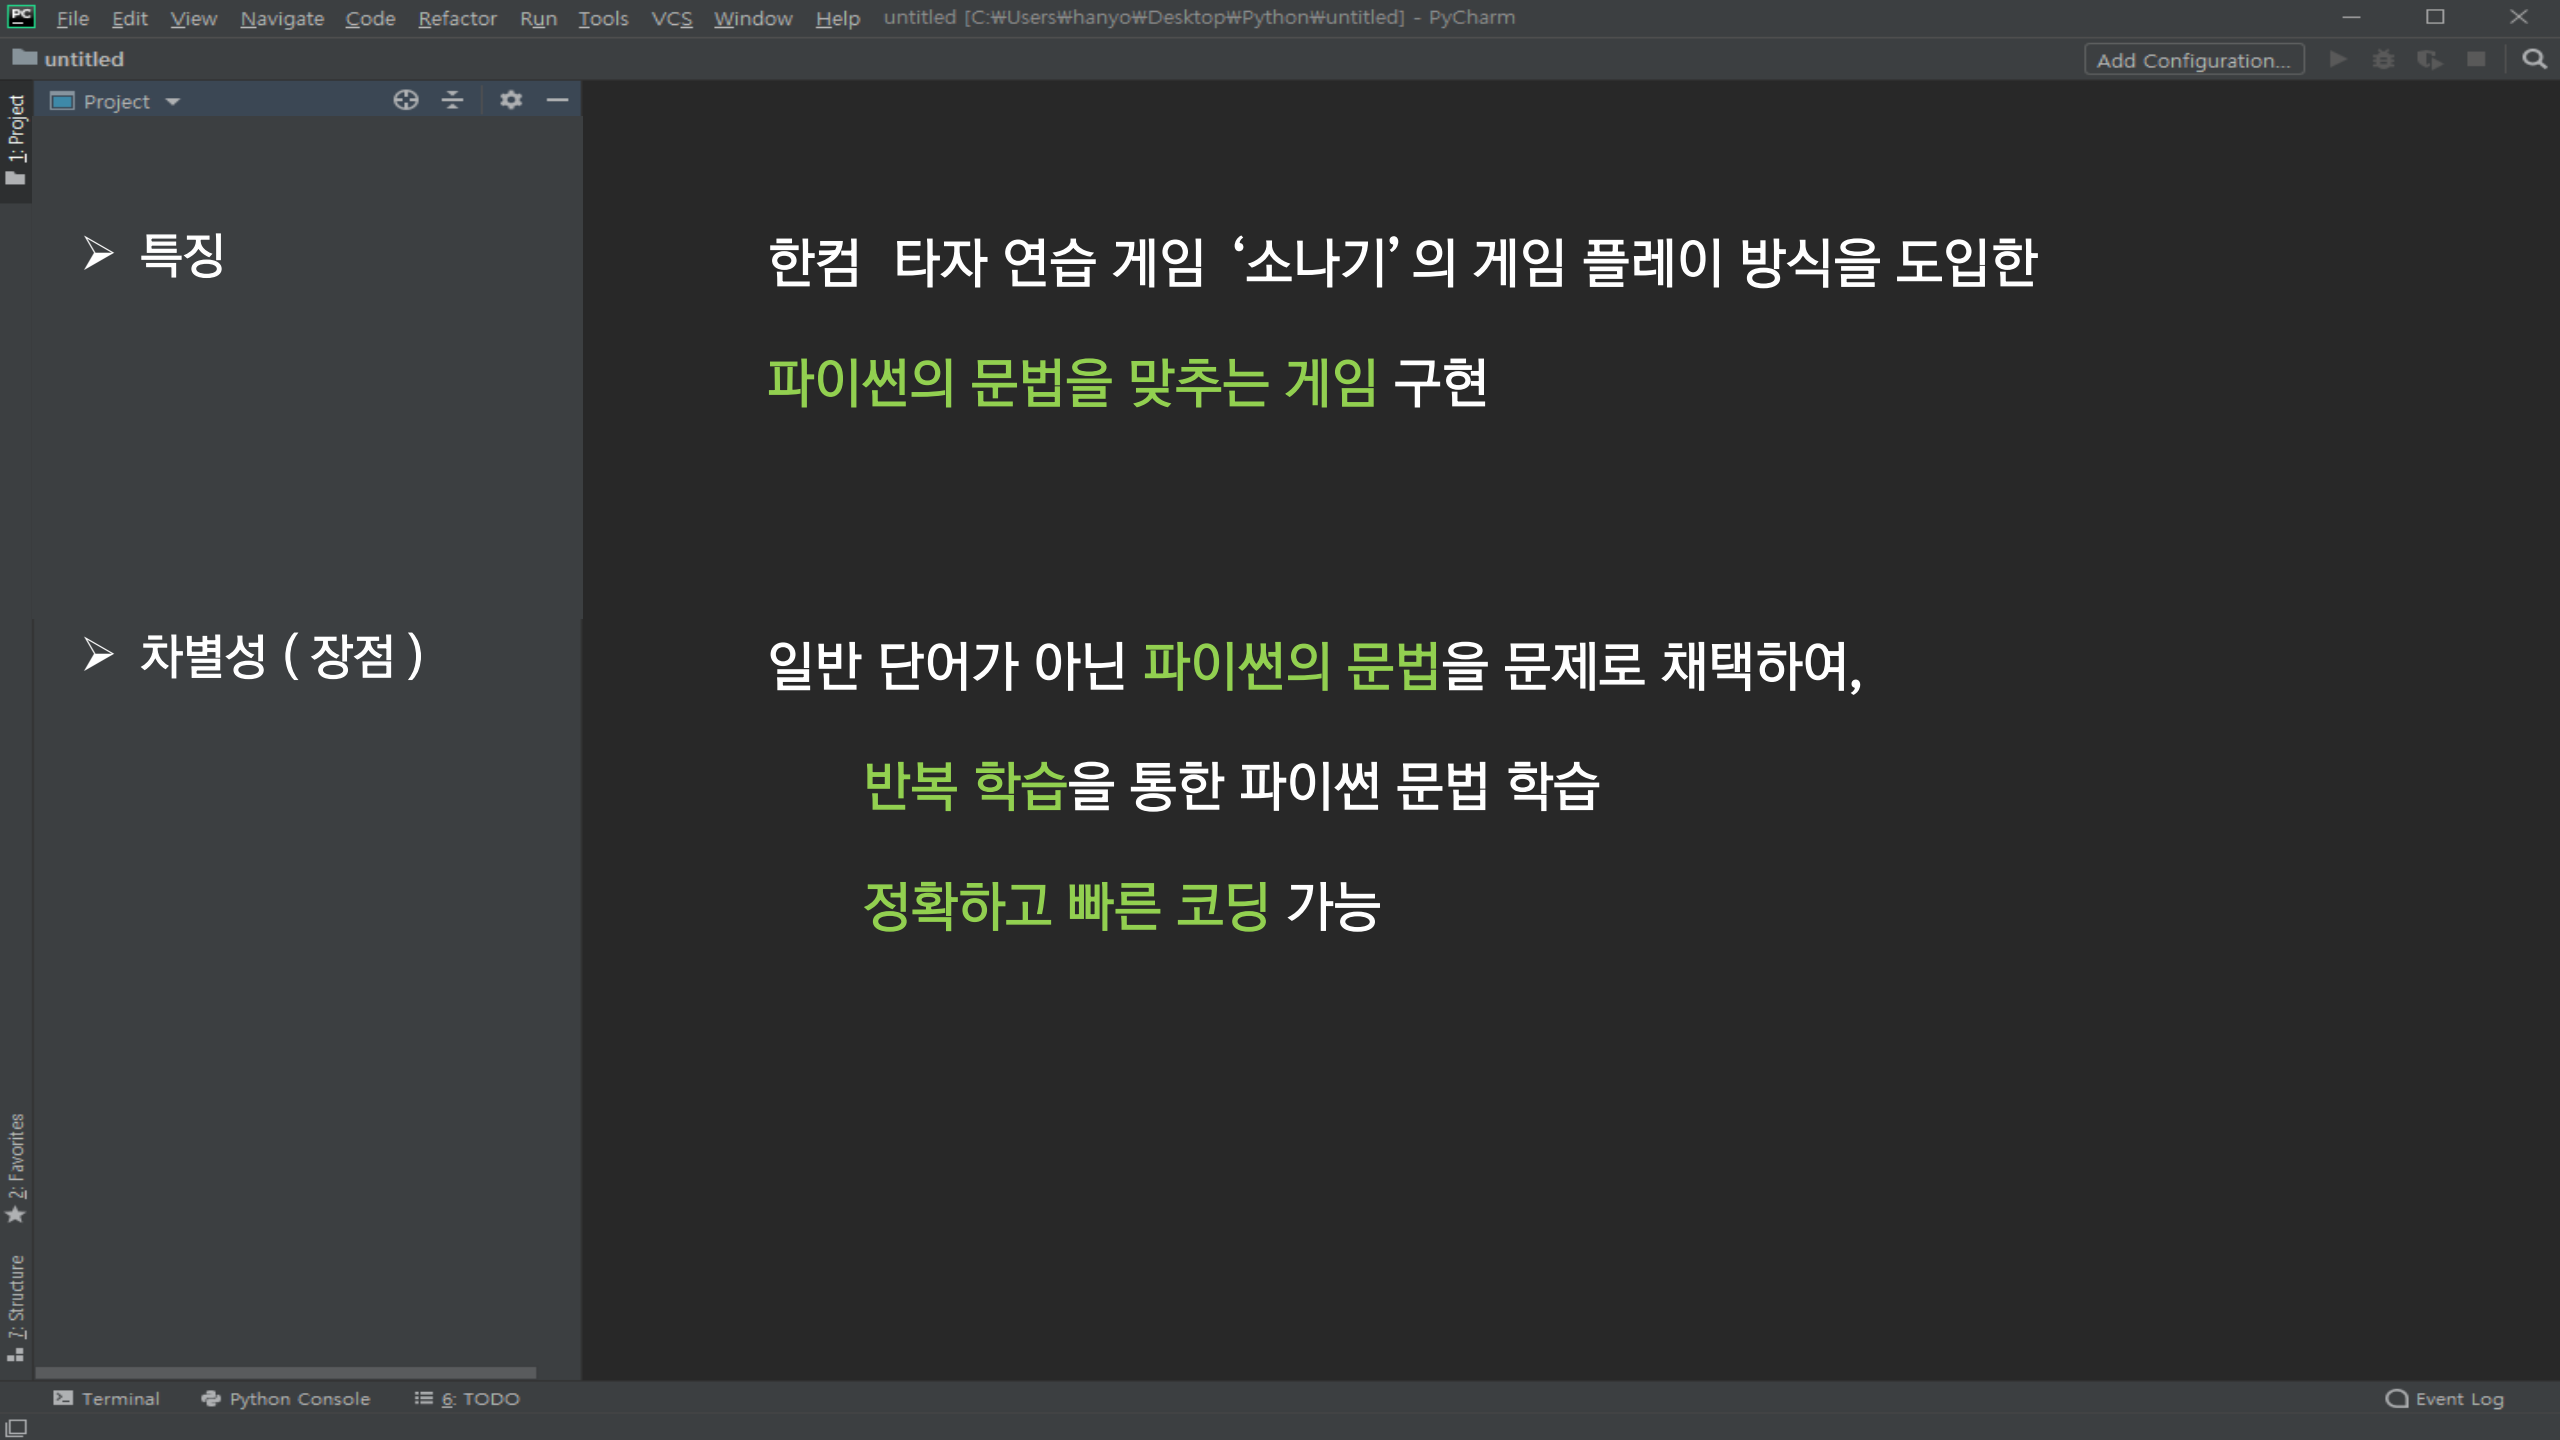 PC File Edit View Navigate Code Refactor Run Tools VCS Window Help untitled [C:₩Users₩hanyo₩Desktop₩Python₩untitled] - PyCharm
untitled Add Configuration...
Project
1: Project
특징
한컴 타자 연습 게임 ‘소나기’의 게임 플레이 방식을 도입한
파이썬의 문법을 맞추는 게임 구현
차별성 ( 장점 )
일반 단어가 아닌 파이썬의 문법을 문제로 채택하여,
반복 학습을 통한 파이썬 문법 학습
정확하고 빠른 코딩 가능
2: Favorites
7: Structure
Terminal Python Console 6: TODO Event Log